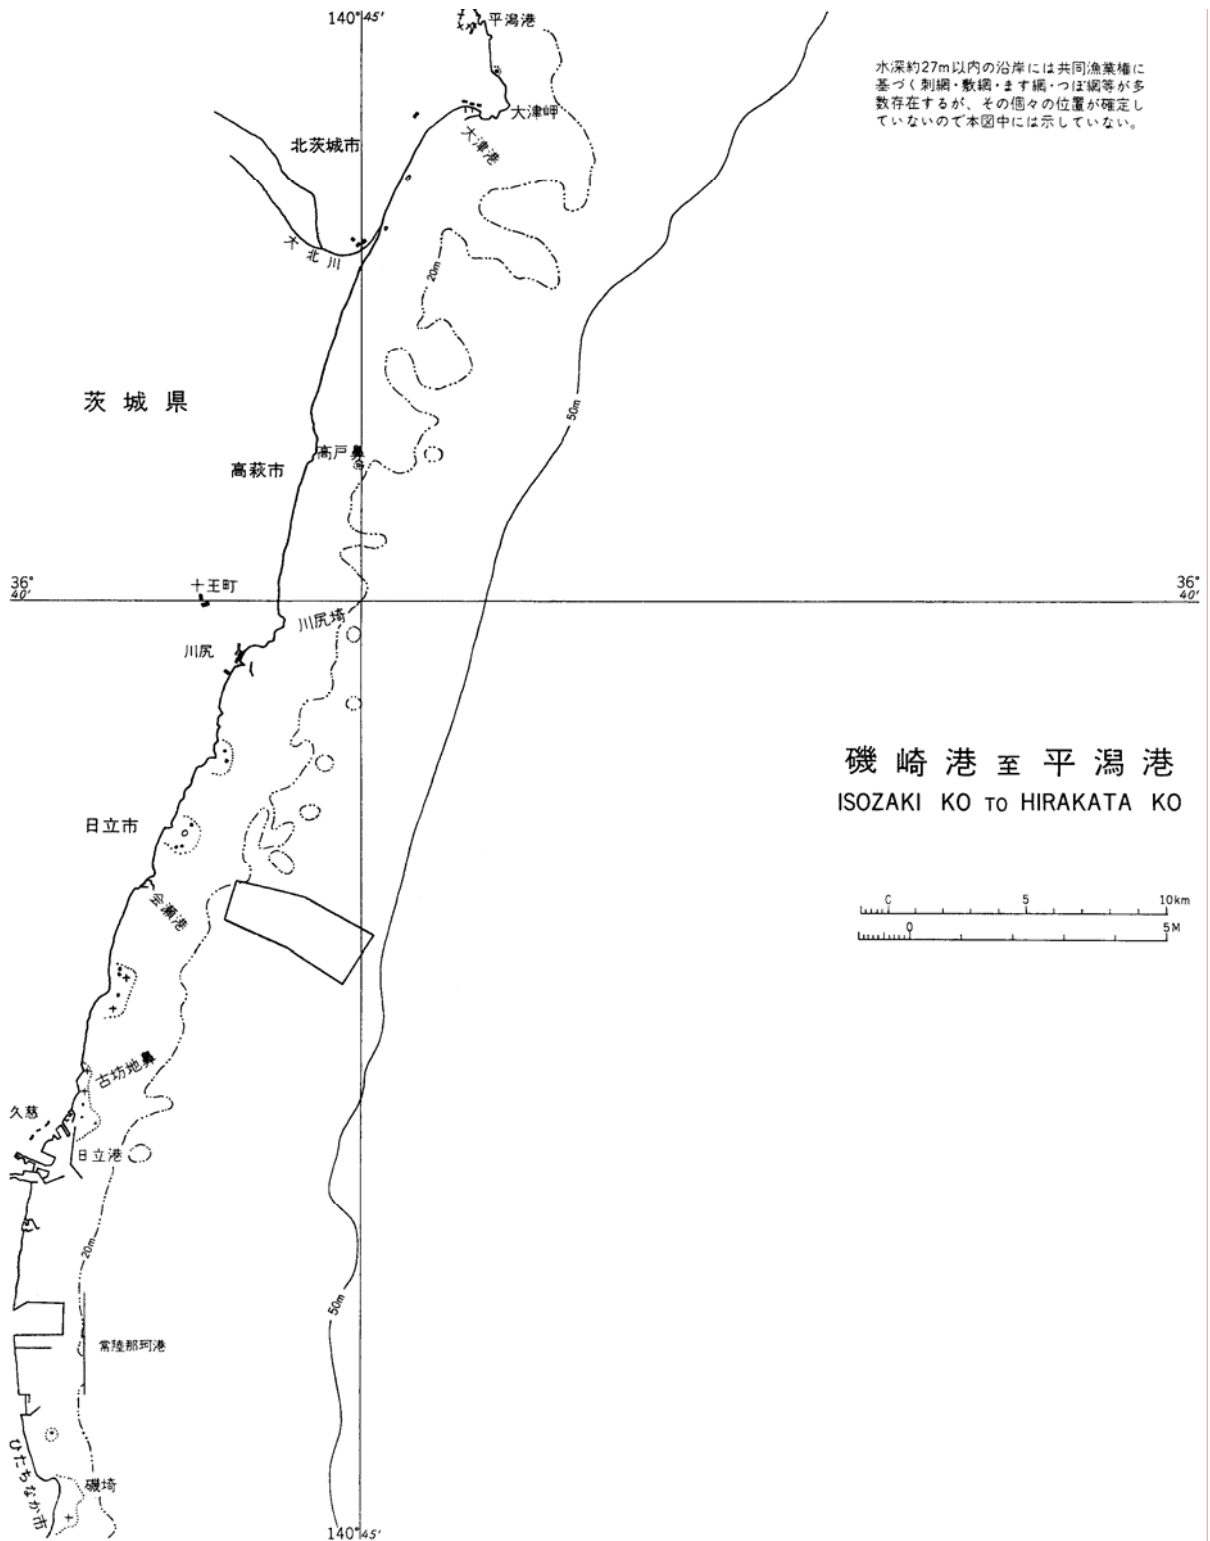 140°45′
平潟港
水深約27m以内の沿岸には共同漁業権に
基づく刺網・敷網・ます網・つぼ網等が多
数存在するが、その個々の位置が確定し
ていないので本図中には示していない。
大津岬
大津港
北茨城市
大北川
20m
茨城県
50m
高戸鼻
高萩市
36°
40′
十王町
36°
40′
川尻埼
川尻
磯崎港至平潟港
ISOZAKI KO TO HIRAKATA KO
日立市
会瀬港
0 5 10km
0 5M
古坊地鼻
久慈
日立港
20m
50m
常陸那珂港
磯埼
ひたちなか市
140°45′